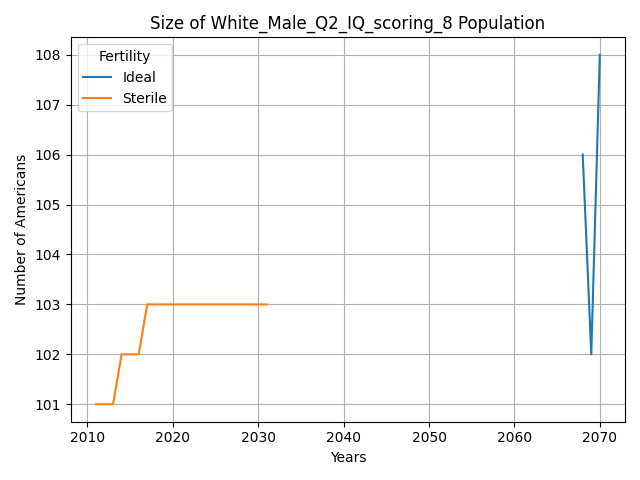 Size of White_Male_Q2_IQ_scoring_8 Population
Fertility
Ideal
Sterile
108
107
106
105
104
103
102
101
Number of Americans
2010 2020 2030 2040 2050 2060 2070
Years